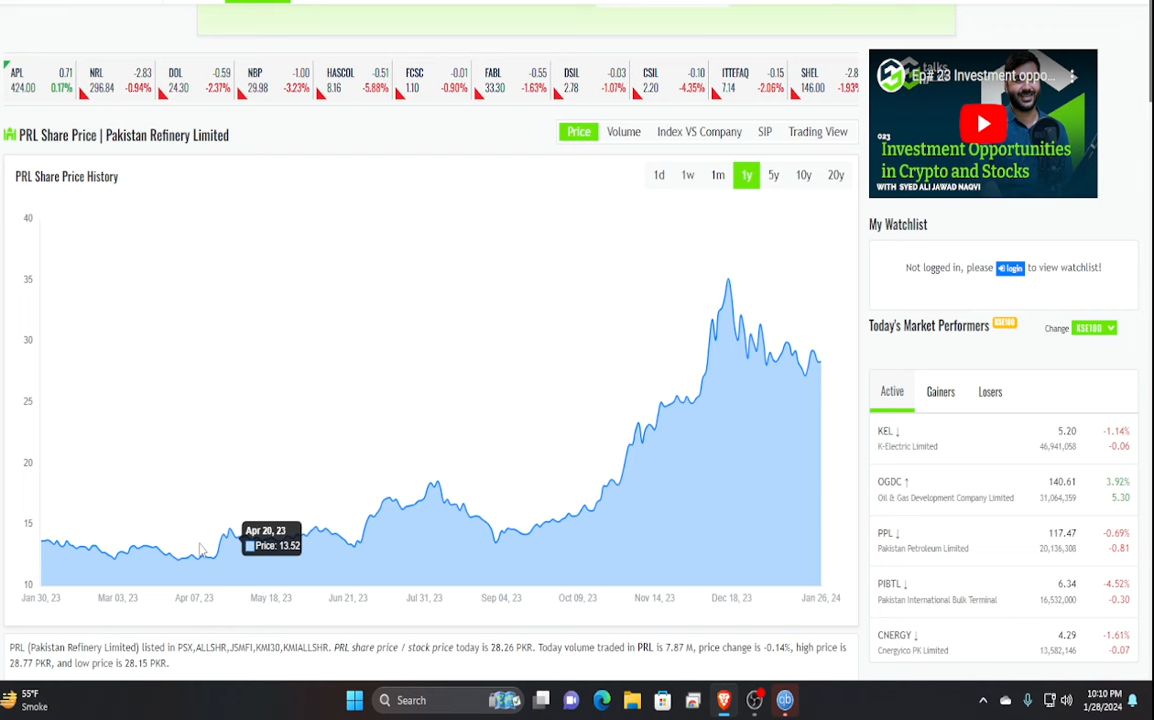 APL 0.71 NRL -2.83 DOL -0.59 NBP -1.00 HASCOL -0.51 FCSC -0.01 FABL -0.55 DSIL -0.03 CSIL -0.10 ITTEFAQ -0.15 SHEL -2.8
424.00 0.17% 296.84 -0.94% 24.30 -2.37% 29.98 -3.23% 8.16 -5.88% 1.10 -0.90% 33.30 -1.63% 2.78 -1.07% 2.20 -4.35% 7.14 -2.06% 146.00 -1.93%
PRL Share Price | Pakistan Refinery Limited
Price Volume Index VS Company SIP Trading View
PRL Share Price History
1d 1w 1m 1y 5y 10y 20y
40
35
30
25
20
15
10
Apr 20, 23
Price: 13.52
Jan 30, 23 Mar 03, 23 Apr 07, 23 May 18, 23 Jun 21, 23 Jul 31, 23 Sep 04, 23 Oct 09, 23 Nov 14, 23 Dec 18, 23 Jan 26, 24
PRL (Pakistan Refinery Limited) listed in PSX,ALLSHR,JSMFI,KMI30,KMIALLSHR. PRL share price / stock price today is 28.26 PKR. Today volume traded in PRL is 7.87 M, price change is -0.14%, high price is
28.77 PKR, and low price is 28.15 PKR.
talks
Ep# 23 Investment oppo...
023
Investment Opportunities
in Crypto and Stocks
WITH SYED ALI JAWAD NAQVI
My Watchlist
Not logged in, please login to view watchlist!
Today's Market Performers KSE100
Change KSE100
Active Gainers Losers
KEL ↓ 5.20 -1.14%
K-Electric Limited 46,941,058 -0.06
OGDC ↑ 140.61 3.92%
Oil & Gas Development Company Limited 31,064,359 5.30
PPL ↓ 117.47 -0.69%
Pakistan Petroleum Limited 20,136,308 -0.81
PIBTL ↓ 6.34 -4.52%
Pakistan International Bulk Terminal 16,532,000 -0.30
CNERGY ↓ 4.29 -1.61%
Cnergyico PK Limited 13,582,146 -0.07
55°F
Smoke
Search
qb
10:10 PM
1/28/2024